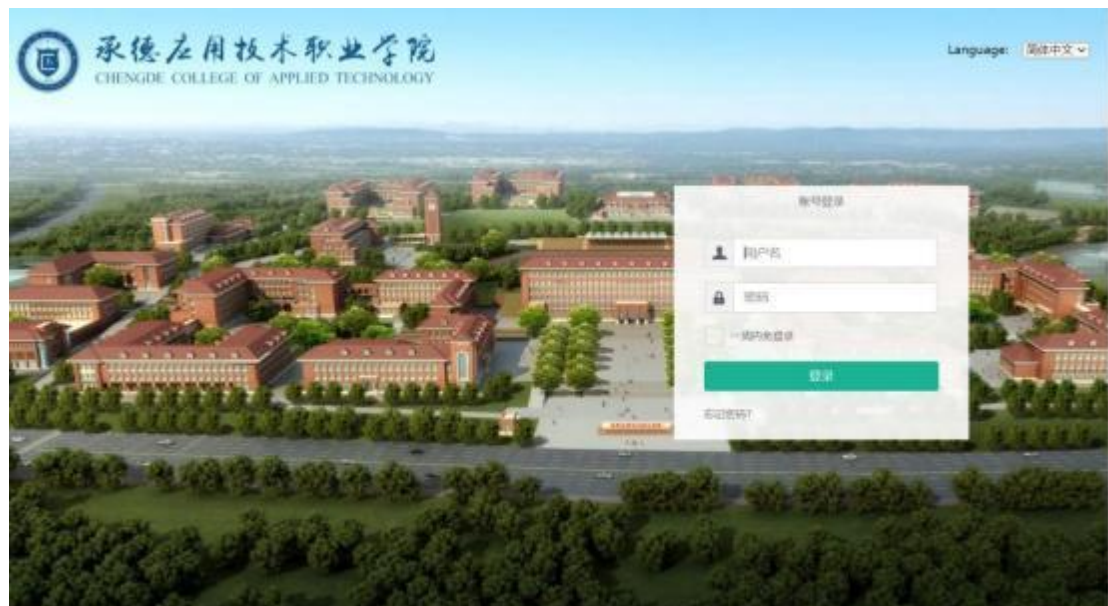 承德应用技术职业学院
CHENGDE COLLEGE OF APPLIED TECHNOLOGY
Language: 简体中文
账号登录
用户名
密码
一周内免登录
登录
忘记密码?